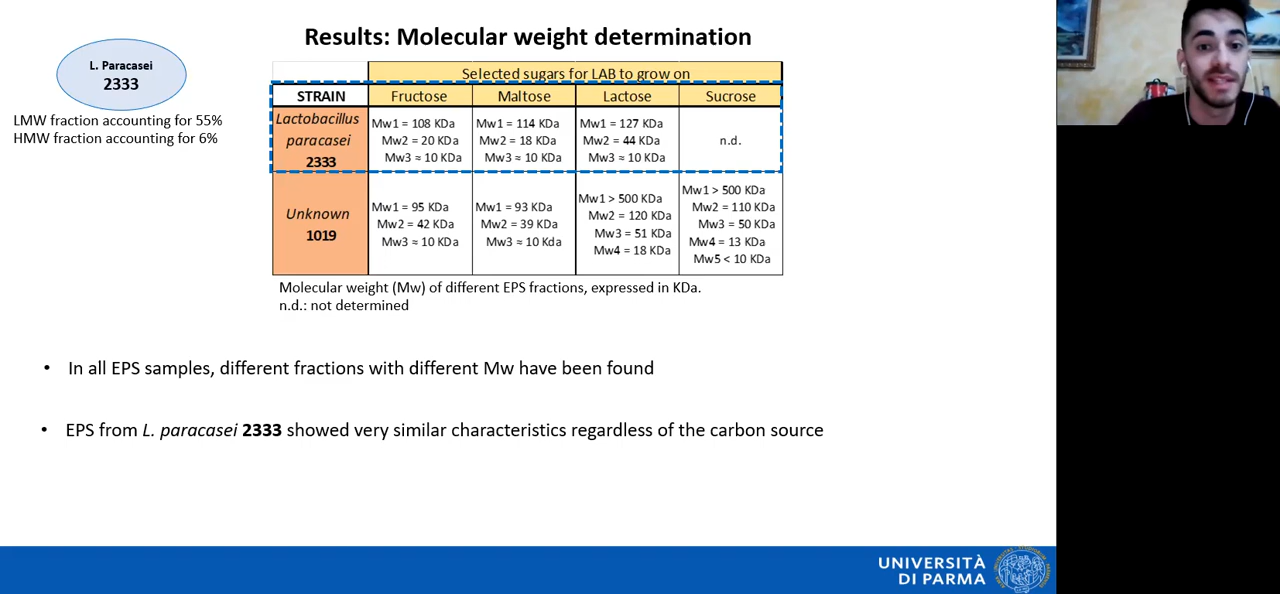 Results: Molecular weight determination
L. Paracasei
2333
LMW fraction accounting for 55%
HMW fraction accounting for 6%
Selected sugars for LAB to grow on
STRAIN Fructose Maltose Lactose Sucrose
Lactobacillus
paracasei
2333
Mw1 = 108 KDa
Mw2 = 20 KDa
Mw3 ≈ 10 KDa
Mw1 = 114 KDa
Mw2 = 18 KDa
Mw3 ≈ 10 KDa
Mw1 = 127 KDa
Mw2 = 44 KDa
Mw3 ≈ 10 KDa
n.d.
Unknown
1019
Mw1 = 95 KDa
Mw2 = 42 KDa
Mw3 ≈ 10 KDa
Mw1 = 93 KDa
Mw2 = 39 KDa
Mw3 ≈ 10 Kda
Mw1 > 500 KDa
Mw2 = 120 KDa
Mw3 = 51 KDa
Mw4 = 18 KDa
Mw1 > 500 KDa
Mw2 = 110 KDa
Mw3 = 50 KDa
Mw4 = 13 KDa
Mw5 < 10 KDa
Molecular weight (Mw) of different EPS fractions, expressed in KDa.
n.d.: not determined
• In all EPS samples, different fractions with different Mw have been found
• EPS from L. paracasei 2333 showed very similar characteristics regardless of the carbon source
UNIVERSITÀ
DI PARMA